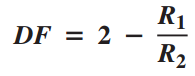 DF = 2 - R₁/R₂